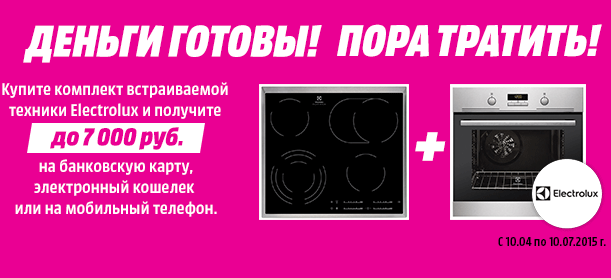 ДЕНЬГИ ГОТОВЫ! ПОРА ТРАТИТЬ!
Купите комплект встраиваемой
техники Electrolux и получите
до 7 000 руб.
на банковскую карту,
электронный кошелек
или на мобильный телефон.
+
Electrolux
С 10.04 по 10.07.2015 г.